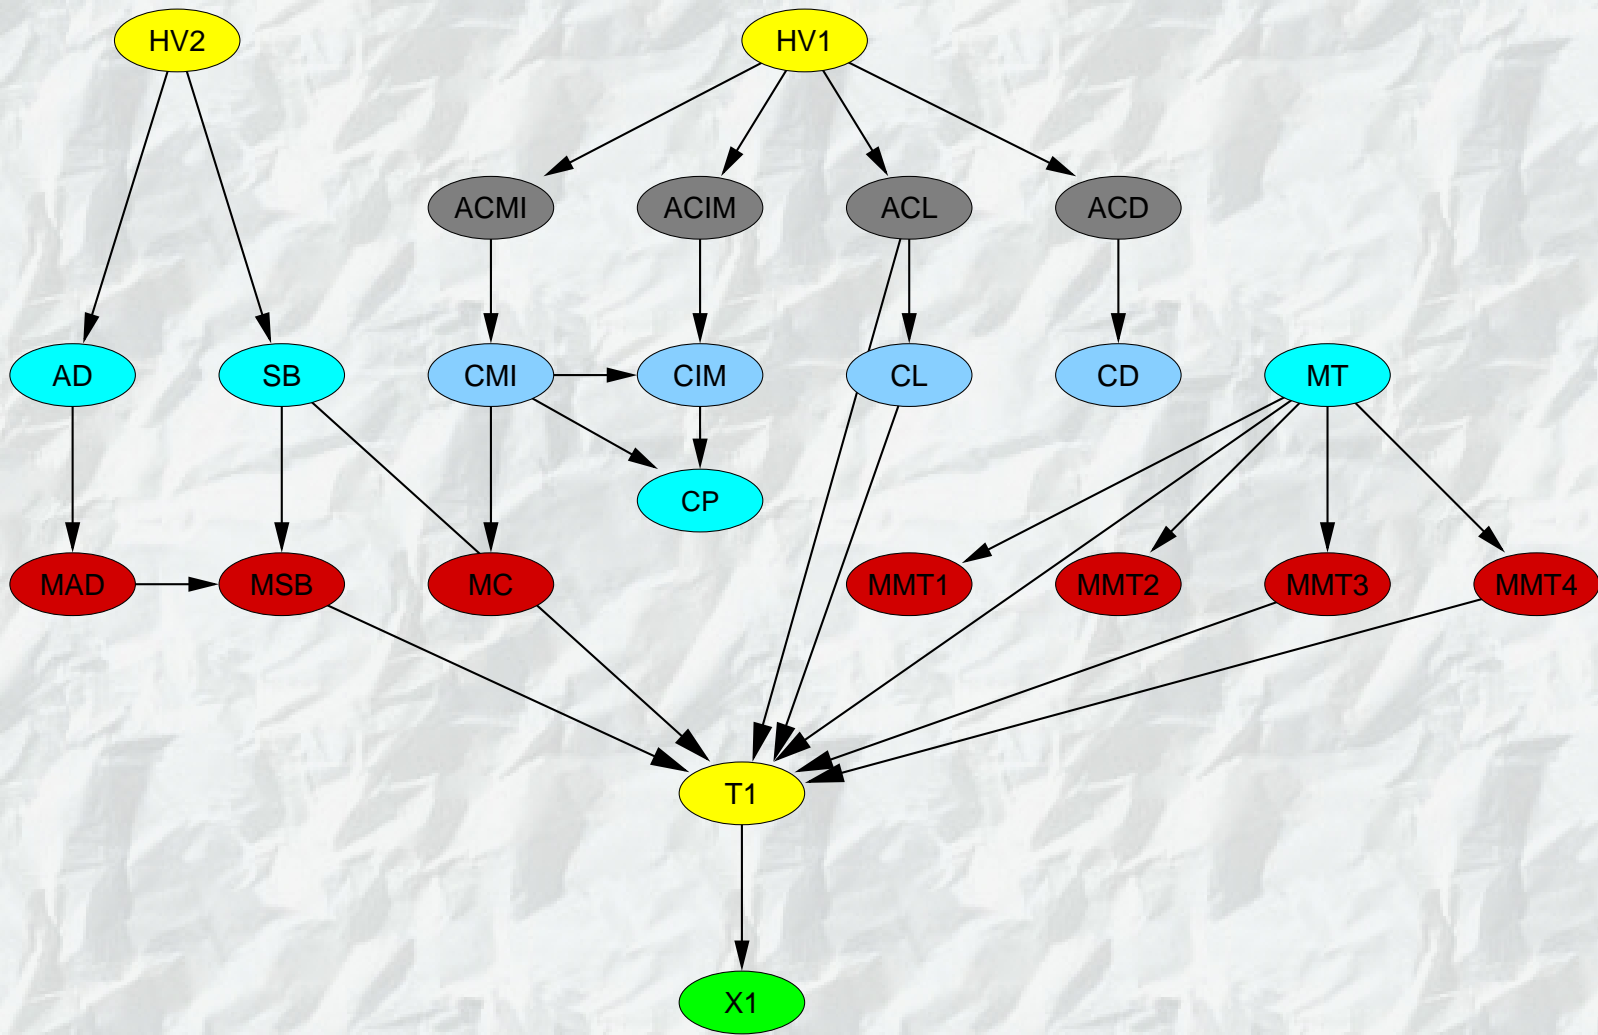 HV2 HV1
ACMI ACIM ACL ACD
AD SB CMI CIM CL CD MT
CP
MAD MSB MC MMT1 MMT2 MMT3 MMT4
T1
X1